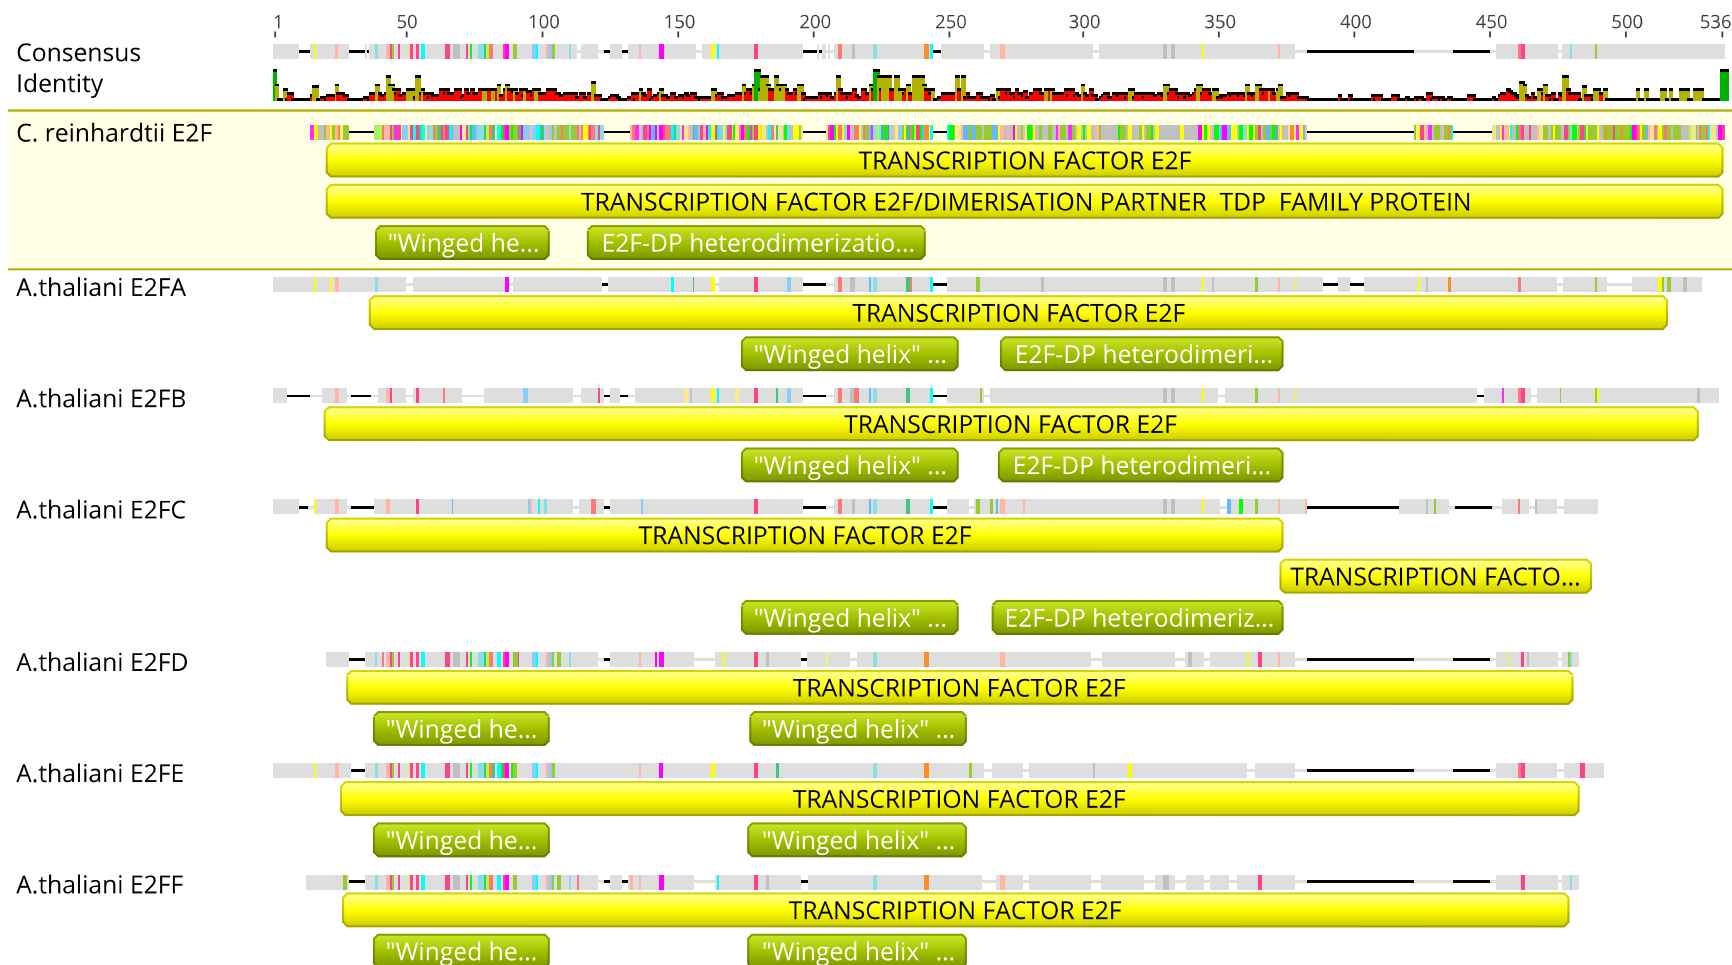 1 50 100 150 200 250 300 350 400 450 500 536
Consensus
Identity
C. reinhardtii E2F
TRANSCRIPTION FACTOR E2F
TRANSCRIPTION FACTOR E2F/DIMERISATION PARTNER TDP FAMILY PROTEIN
"Winged he... E2F-DP heterodimerizatio...
A.thaliani E2FA
TRANSCRIPTION FACTOR E2F
"Winged helix" ... E2F-DP heterodimeri...
A.thaliani E2FB
TRANSCRIPTION FACTOR E2F
"Winged helix" ... E2F-DP heterodimeri...
A.thaliani E2FC
TRANSCRIPTION FACTOR E2F
TRANSCRIPTION FACTO...
"Winged helix" ... E2F-DP heterodimeriz...
A.thaliani E2FD
TRANSCRIPTION FACTOR E2F
"Winged he... "Winged helix" ...
A.thaliani E2FE
TRANSCRIPTION FACTOR E2F
"Winged he... "Winged helix" ...
A.thaliani E2FF
TRANSCRIPTION FACTOR E2F
"Winged he... "Winged helix" ...